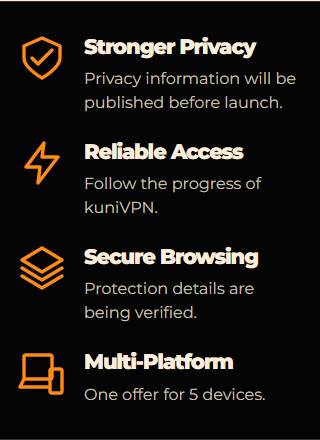 Stronger Privacy
Privacy information will be
published before launch.
Reliable Access
Follow the progress of
kuniVPN.
Secure Browsing
Protection details are
being verified.
Multi-Platform
One offer for 5 devices.